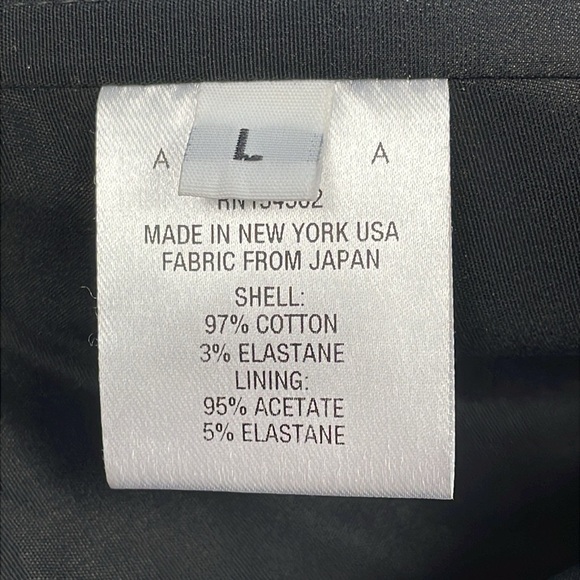 L
A A
MADE IN NEW YORK USA
FABRIC FROM JAPAN
SHELL:
97% COTTON
3% ELASTANE
LINING:
95% ACETATE
5% ELASTANE